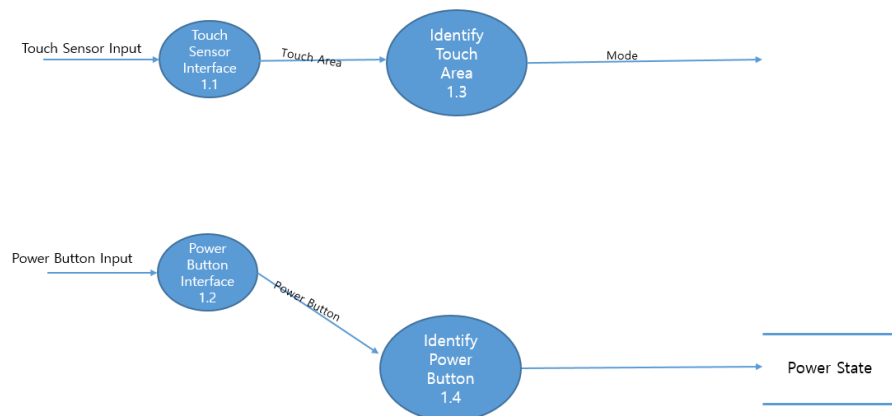 Touch Sensor Input
Touch
Sensor
Interface
1.1
Touch Area
Identify
Touch
Area
1.3
Mode
Power Button Input
Power
Button
Interface
1.2
Power Button
Identify
Power
Button
1.4
Power State